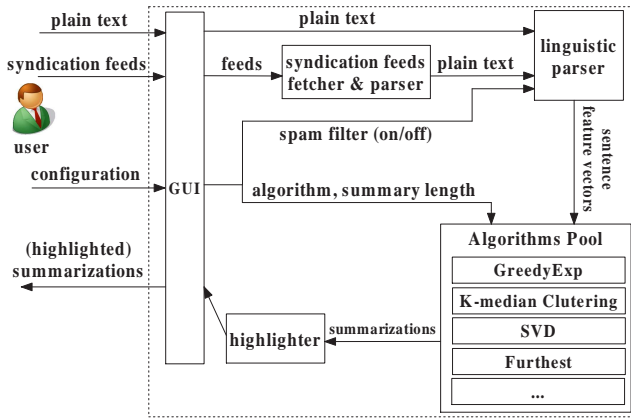 plain text
plain text
linguistic
parser
syndication feeds
feeds
syndication feeds
fetcher & parser
plain text
user
spam filter (on/off)
sentence
feature vectors
configuration
GUI
algorithm, summary length
(highlighted)
summarizations
Algorithms Pool
GreedyExp
K-median Clutering
SVD
Furthest
...
highlighter
summarizations